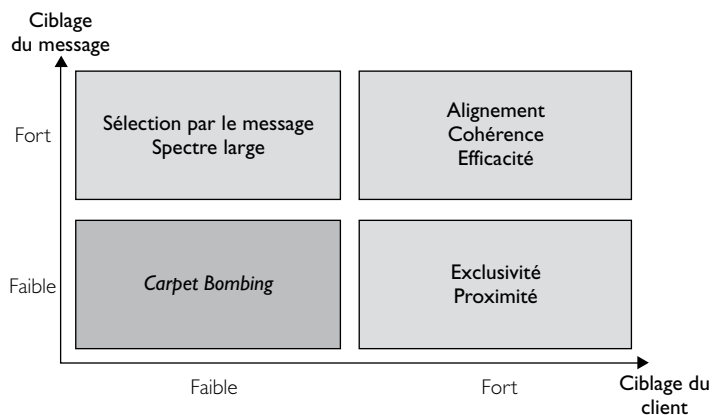 Ciblage
du message
Fort
Sélection par le message
Spectre large
Alignement
Cohérence
Efficacité
Faible
Carpet Bombing
Exclusivité
Proximité
Faible
Fort
Ciblage du
client